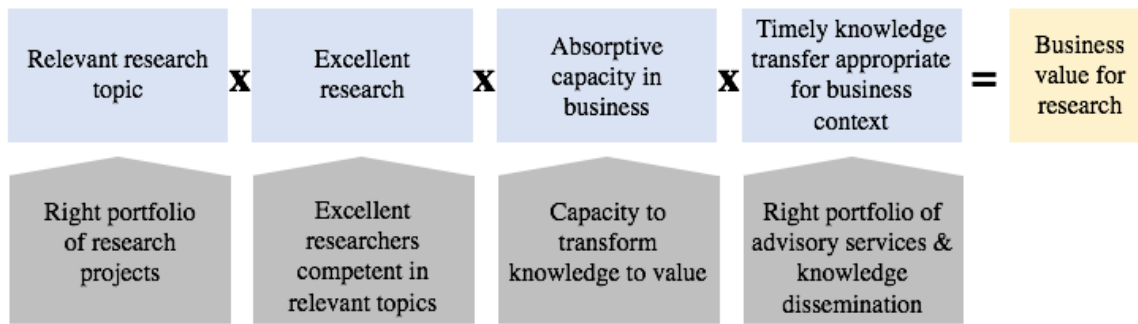 Relevant research
topic
x
Excellent
research
x
Absorptive
capacity in
business
x
Timely knowledge
transfer appropriate
for business
context
=
Business
value for
research
Right portfolio
of research
projects
Excellent
researchers
competent in
relevant topics
Capacity to
transform
knowledge to value
Right portfolio of
advisory services &
knowledge
dissemination